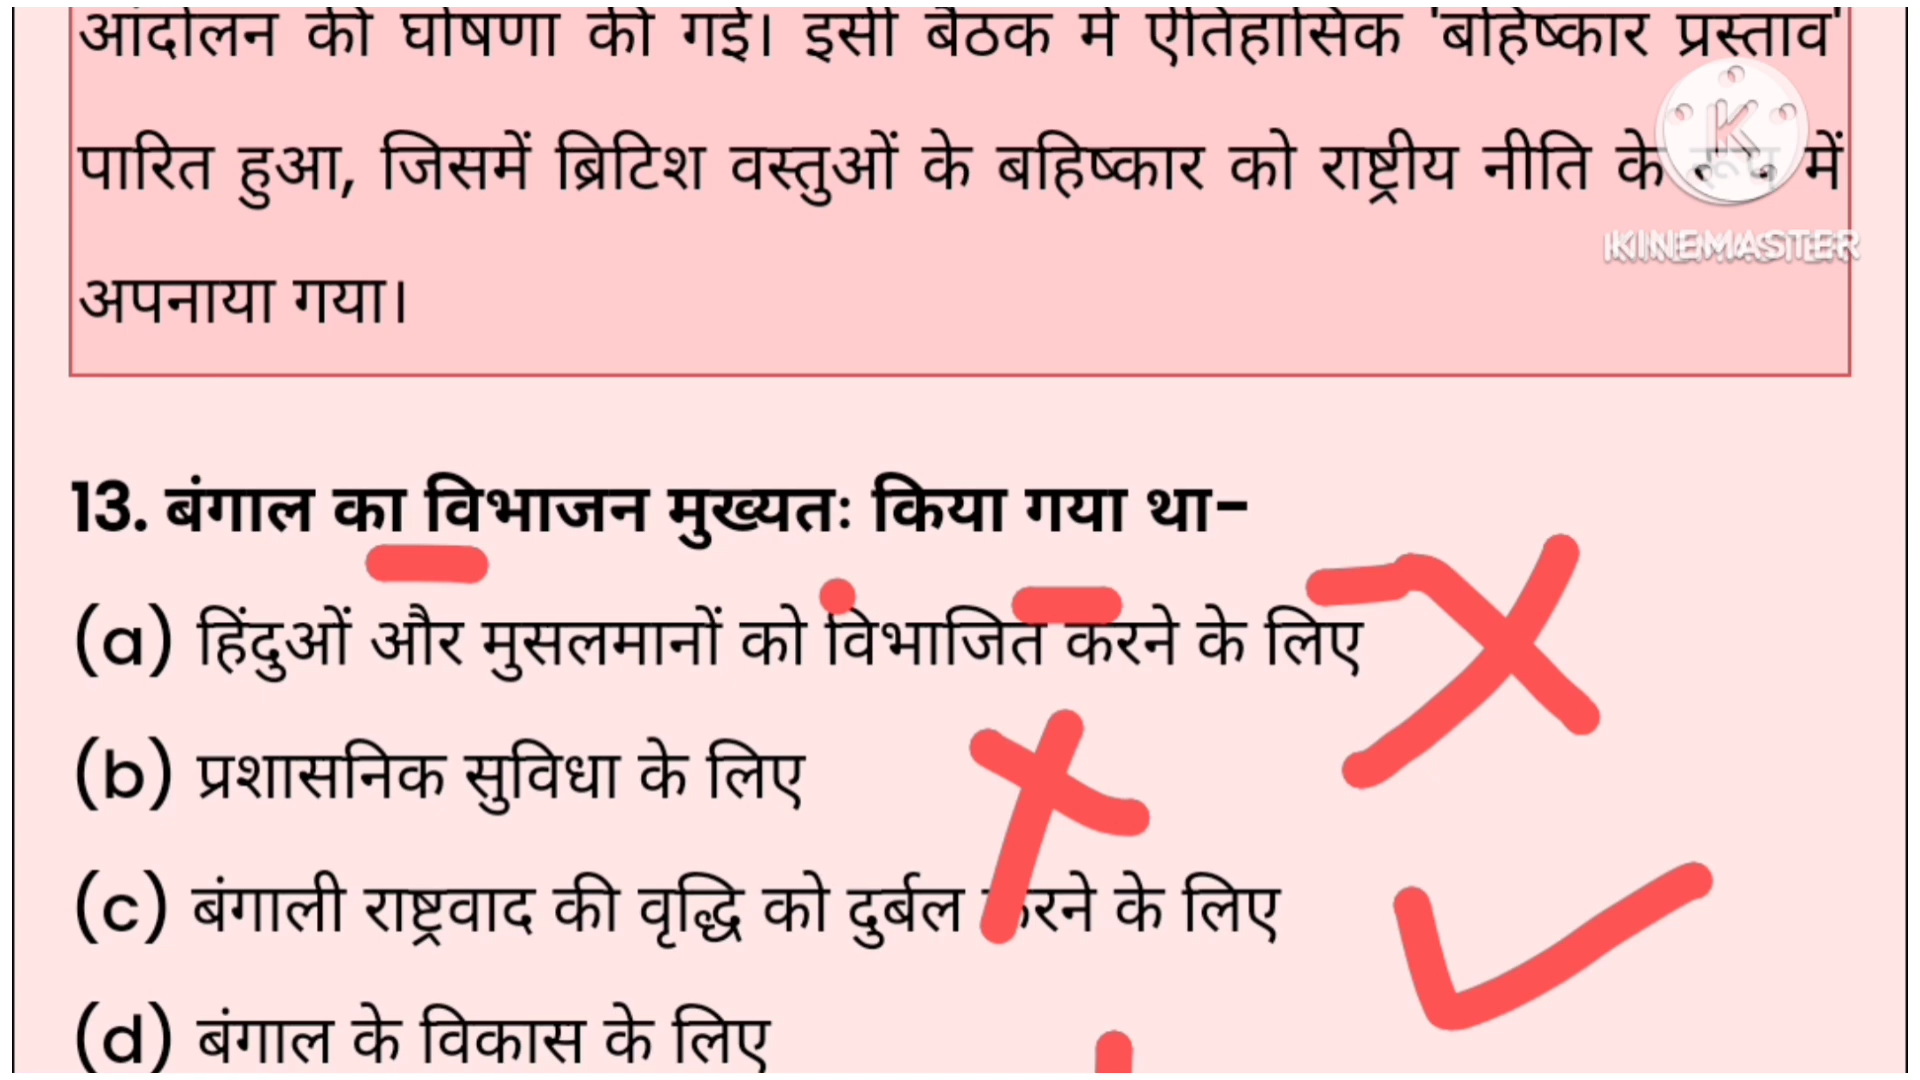 आंदोलन की घोषणा की गई। इसी बैठक में ऐतिहासिक 'बहिष्कार प्रस्ताव'
पारित हुआ, जिसमें ब्रिटिश वस्तुओं के बहिष्कार को राष्ट्रीय नीति के रूप में
K
KINEMASTER
अपनाया गया।
13. बंगाल का विभाजन मुख्यतः किया गया था-
(a) हिंदुओं और मुसलमानों को विभाजित करने के लिए
(b) प्रशासनिक सुविधा के लिए
(c) बंगाली राष्ट्रवाद की वृद्धि को दुर्बल करने के लिए
(d) बंगाल के विकास के लिए